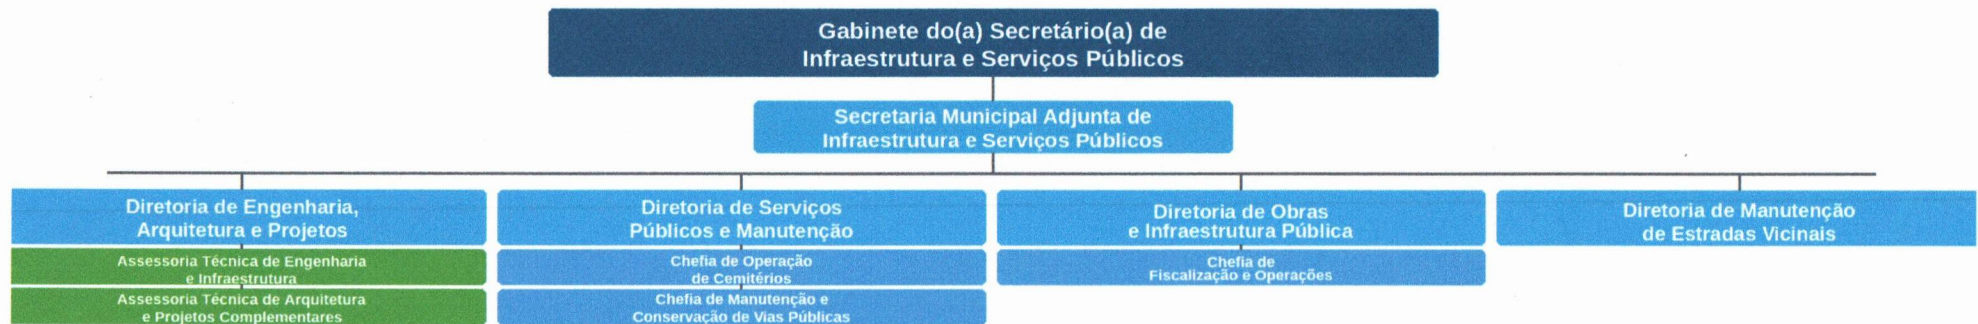 Gabinete do(a) Secretário(a) de
Infraestrutura e Serviços Públicos
Secretaria Municipal Adjunta de
Infraestrutura e Serviços Públicos
Diretoria de Engenharia,
Arquitetura e Projetos
Assessoria Técnica de Engenharia
e Infraestrutura
Assessoria Técnica de Arquitetura
e Projetos Complementares
Diretoria de Serviços
Públicos e Manutenção
Chefia de Operação
de Cemitérios
Chefia de Manutenção e
Conservação de Vias Públicas
Diretoria de Obras
e Infraestrutura Pública
Chefia de
Fiscalização e Operações
Diretoria de Manutenção
de Estradas Vicinais